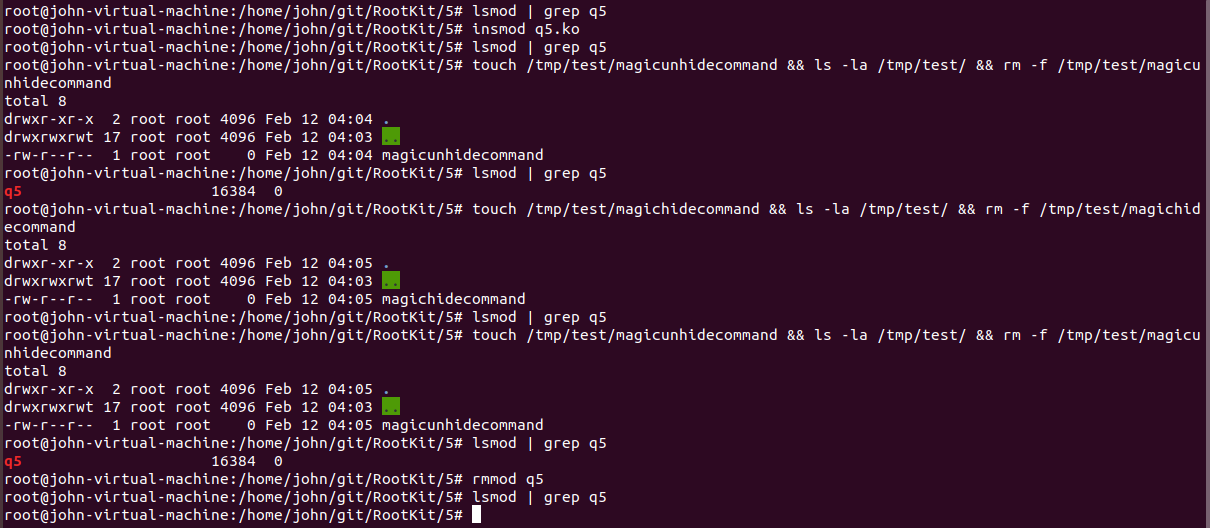 root@john-virtual-machine:/home/john/git/RootKit/5# lsmod | grep q5
root@john-virtual-machine:/home/john/git/RootKit/5# insmod q5.ko
root@john-virtual-machine:/home/john/git/RootKit/5# lsmod | grep q5
root@john-virtual-machine:/home/john/git/RootKit/5# touch /tmp/test/magicunhidecommand && ls -la /tmp/test/ && rm -f /tmp/test/magicu
nhidecommand
total 8
drwxr-xr-x  2 root root 4096 Feb 12 04:04 .
drwxrwxrwt 17 root root 4096 Feb 12 04:03 ..
-rw-r--r--  1 root root    0 Feb 12 04:04 magicunhidecommand
root@john-virtual-machine:/home/john/git/RootKit/5# lsmod | grep q5
q5                     16384  0
root@john-virtual-machine:/home/john/git/RootKit/5# touch /tmp/test/magichidecommand && ls -la /tmp/test/ && rm -f /tmp/test/magichid
ecommand
total 8
drwxr-xr-x  2 root root 4096 Feb 12 04:05 .
drwxrwxrwt 17 root root 4096 Feb 12 04:03 ..
-rw-r--r--  1 root root    0 Feb 12 04:05 magichidecommand
root@john-virtual-machine:/home/john/git/RootKit/5# lsmod | grep q5
root@john-virtual-machine:/home/john/git/RootKit/5# touch /tmp/test/magicunhidecommand && ls -la /tmp/test/ && rm -f /tmp/test/magicu
nhidecommand
total 8
drwxr-xr-x  2 root root 4096 Feb 12 04:05 .
drwxrwxrwt 17 root root 4096 Feb 12 04:03 ..
-rw-r--r--  1 root root    0 Feb 12 04:05 magicunhidecommand
root@john-virtual-machine:/home/john/git/RootKit/5# lsmod | grep q5
q5                     16384  0
root@john-virtual-machine:/home/john/git/RootKit/5# rmmod q5
root@john-virtual-machine:/home/john/git/RootKit/5# lsmod | grep q5
root@john-virtual-machine:/home/john/git/RootKit/5#